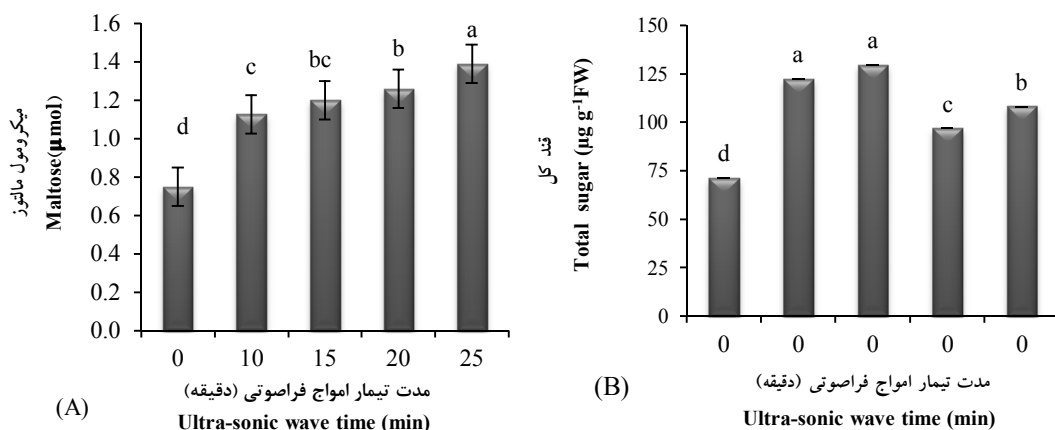 میکرومول مالتوز
Maltose(μmol)
1.6
1.4
1.2
1.0
0.8
0.6
0.4
0.2
0.0
d
c
bc
b
a
0 10 15 20 25
مدت تیمار امواج فراصوتی (دقیقه)
(A)
Ultra-sonic wave time (min)
قند کل
Total sugar (μg g⁻¹FW)
150
125
100
75
50
25
0
d
a
a
c
b
0 0 0 0 0
مدت تیمار امواج فراصوتی (دقیقه)
(B)
Ultra-sonic wave time (min)